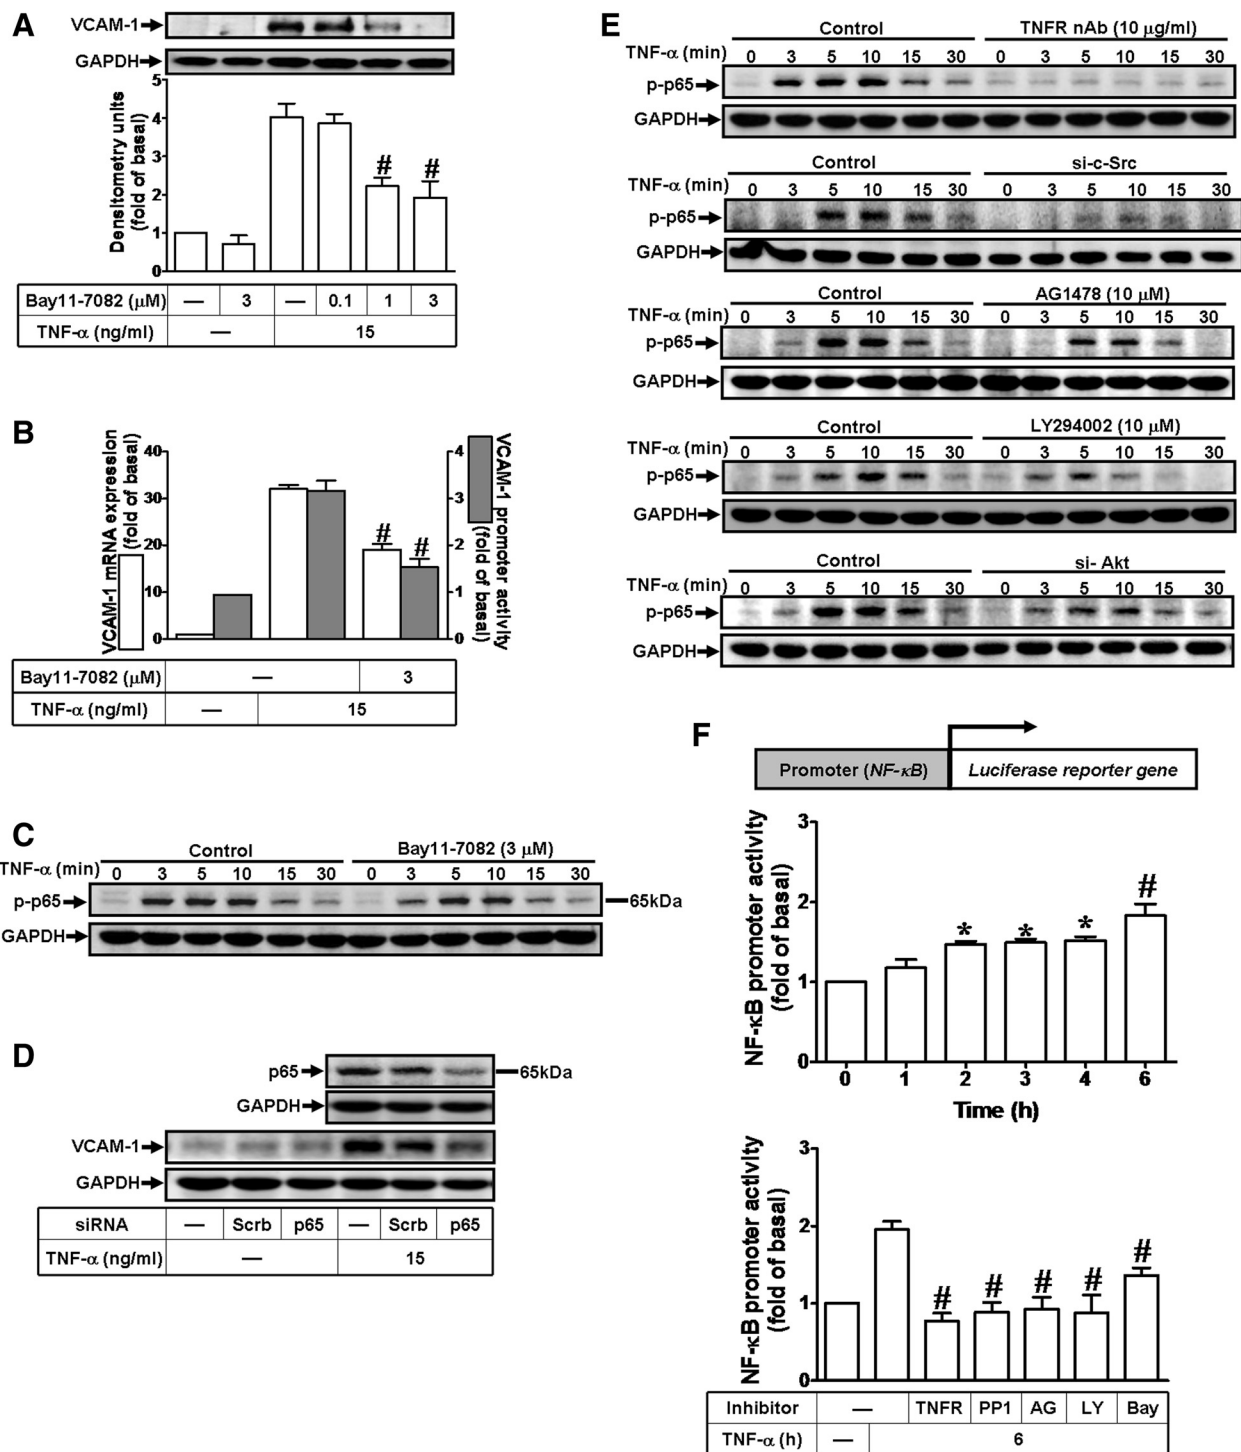 A
VCAM-1
GAPDH
Densitometry units
(fold of basal)
5
4
3
2
1
0
# #
Bay11-7082 (μM) — 3 — 0.1 1 3
TNF-α (ng/ml) — 15
B
VCAM-1 mRNA expression
(fold of basal)
40
30
20
10
0
# #
4
3
2
1
0
VCAM-1 promoter activity
(fold of basal)
Bay11-7082 (μM) — 3
TNF-α (ng/ml) — 15
C
Control Bay11-7082 (3 μM)
TNF-α (min) 0 3 5 10 15 30 0 3 5 10 15 30
p-p65 65kDa
GAPDH
D
p65 65kDa
GAPDH
VCAM-1
GAPDH
siRNA — Scrb p65 — Scrb p65
TNF-α (ng/ml) — 15
E
Control TNFR nAb (10 μg/ml)
TNF-α (min) 0 3 5 10 15 30 0 3 5 10 15 30
p-p65
GAPDH
Control si-c-Src
TNF-α (min) 0 3 5 10 15 30 0 3 5 10 15 30
p-p65
GAPDH
Control AG1478 (10 μM)
TNF-α (min) 0 3 5 10 15 30 0 3 5 10 15 30
p-p65
GAPDH
Control LY294002 (10 μM)
TNF-α (min) 0 3 5 10 15 30 0 3 5 10 15 30
p-p65
GAPDH
Control si- Akt
TNF-α (min) 0 3 5 10 15 30 0 3 5 10 15 30
p-p65
GAPDH
F
Promoter (NF-κB) Luciferase reporter gene
NF-κB promoter activity
(fold of basal)
3
2
1
0
* * * #
0 1 2 3 4 6
Time (h)
NF-κB promoter activity
(fold of basal)
3
2
1
0
# # # # #
Inhibitor — TNFR PP1 AG LY Bay
TNF-α (h) — 6